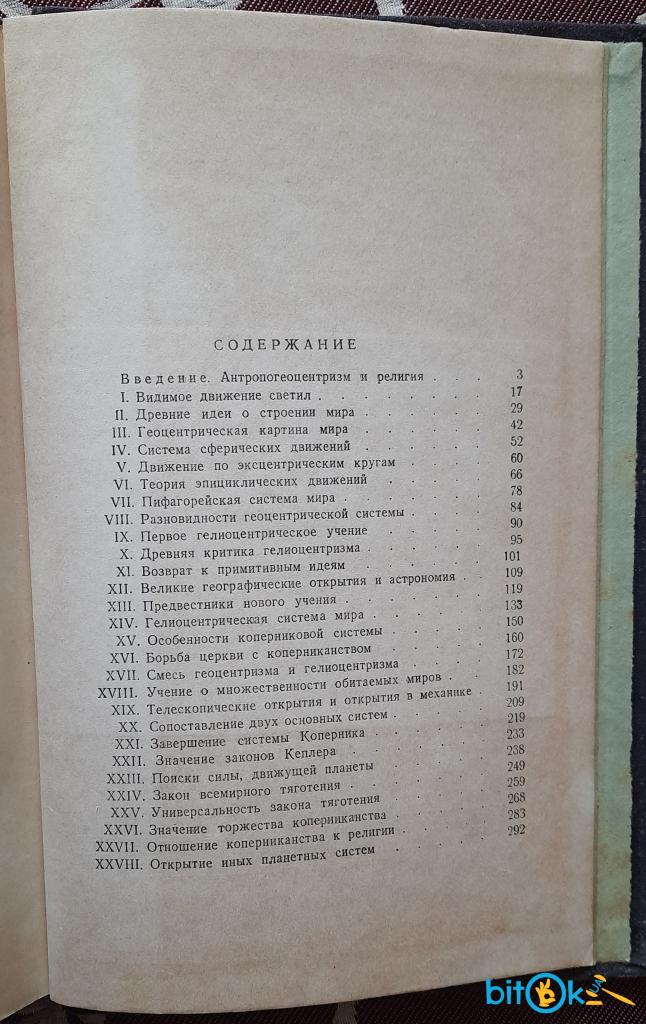 СОДЕРЖАНИЕ
Введение. Антропогеоцентризм и религия . . . 3
I. Видимое движение светил . . . . . . . 17
II. Древние идеи о строении мира . . . . . 29
III. Геоцентрическая картина мира . . . . . 42
IV. Система сферических движений . . . . . 52
V. Движение по эксцентрическим кругам . . . . 60
VI. Теория эпициклических движений . . . . . 66
VII. Пифагорейская система мира . . . . . . 78
VIII. Разновидности геоцентрической системы . . . . 84
IX. Первое гелиоцентрическое учение . . . . . 90
X. Древняя критика гелиоцентризма . . . . . 95
XI. Возврат к примитивным идеям . . . . . 101
XII. Великие географические открытия и астрономия . . 109
XIII. Предвестники нового учения . . . . . . 119
XIV. Гелиоцентрическая система мира . . . . . 133
XV. Особенности коперниковой системы . . . . . 150
XVI. Борьба церкви с коперниканством . . . . . 160
XVII. Смесь геоцентризма и гелиоцентризма . . . . 172
XVIII. Учение о множественности обитаемых миров . . . 182
XIX. Телескопические открытия и открытия в механике . 191
XX. Сопоставление двух основных систем . . . . . 209
XXI. Завершение системы Коперника . . . . . 219
XXII. Значение законов Кеплера . . . . . . 233
XXIII. Поиски силы, движущей планеты . . . . . 238
XXIV. Закон всемирного тяготения . . . . . . 249
XXV. Универсальность закона тяготения . . . . . 259
XXVI. Значение торжества коперниканства . . . . . 268
XXVII. Отношение коперниканства к религии . . . . . 283
XXVIII. Открытие иных планетных систем . . . . . 292
bitOk UA